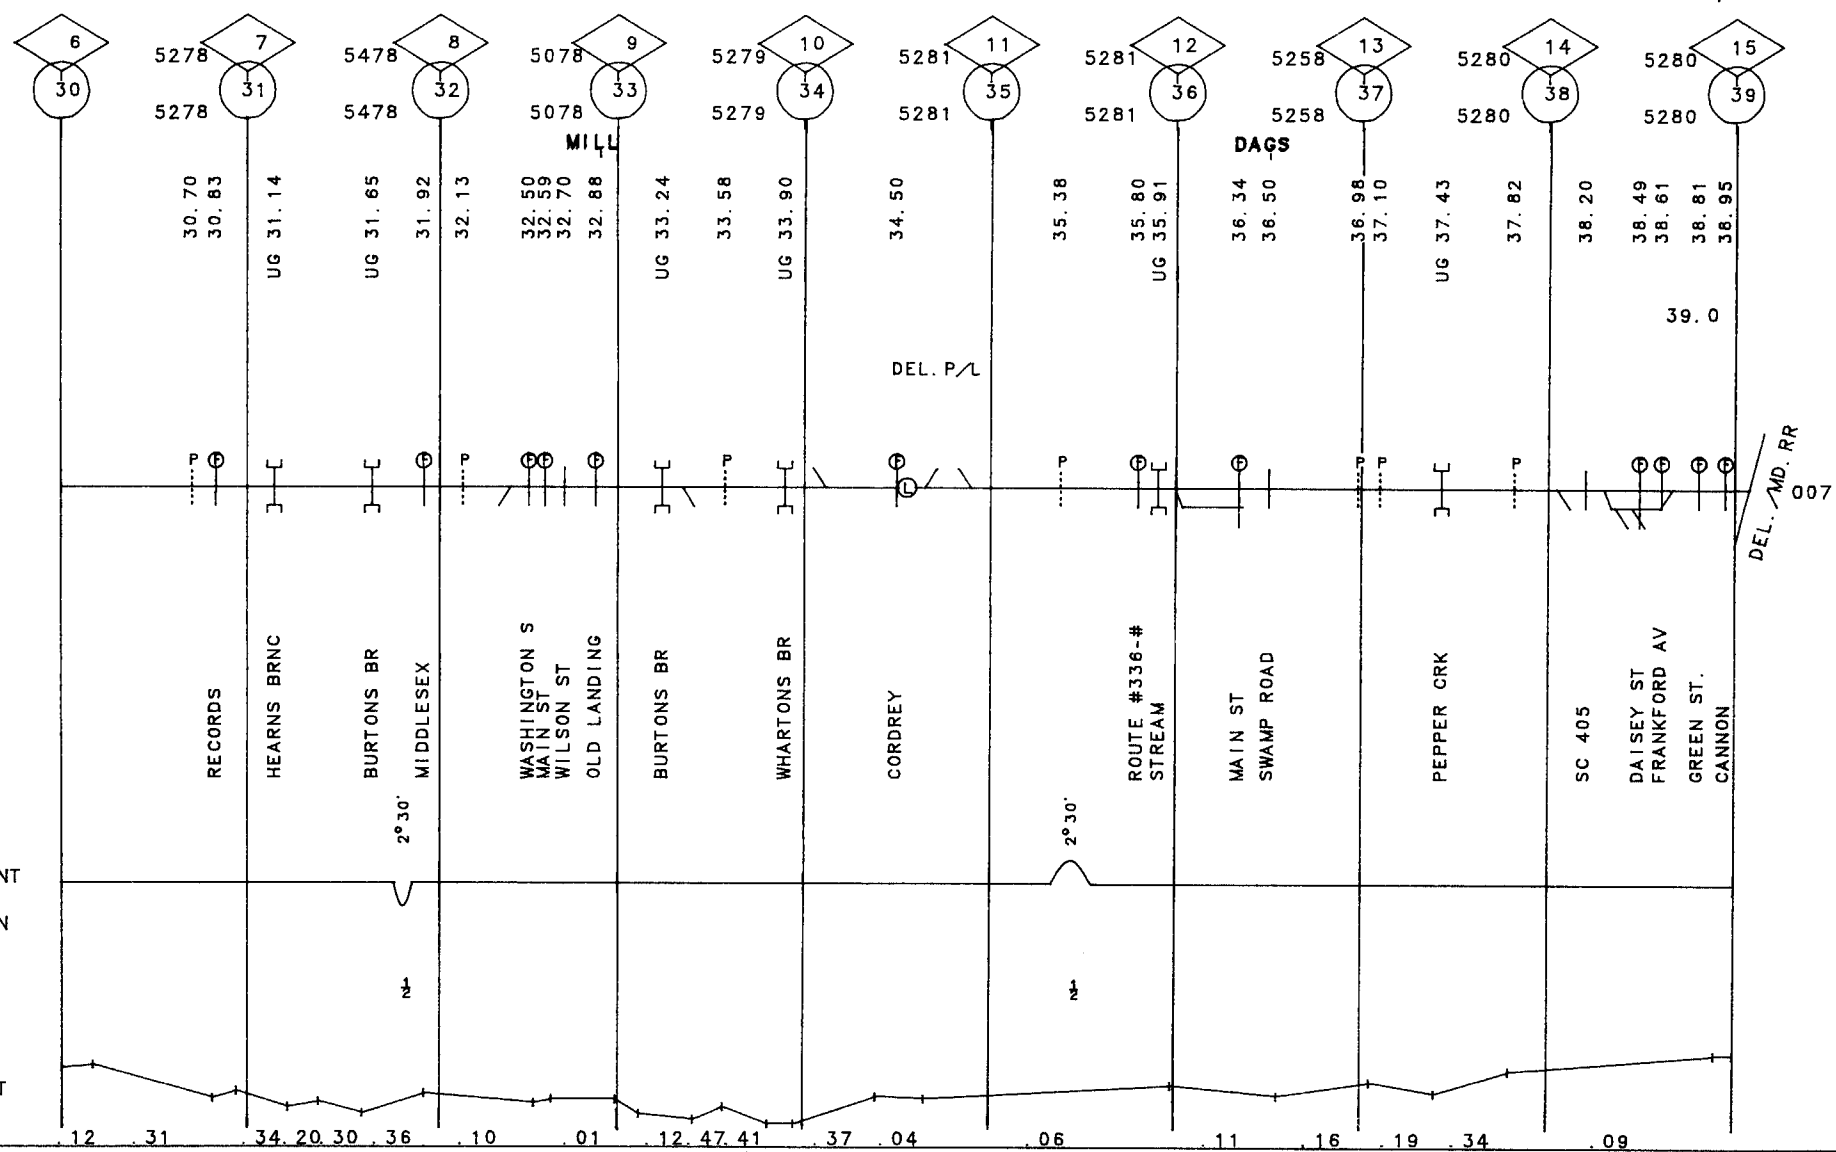 6 7 8 9 10 11 12 13 14 15
5278 5478 5078 5279 5281 5281 5258 5280 5280
30 31 32 33 34 35 36 37 38 39
5278 5478 5078 5279 5281 5281 5258 5280 5280
MILL DAGS
30.70
30.83
UG 31.14
UG 31.65
31.92
32.13
32.50
32.59
32.70
32.88
UG 33.24
33.58
UG 33.90
34.50
35.38
35.80
UG 35.91
36.34
36.50
36.98
37.10
UG 37.43
37.82
38.20
38.49
38.61
38.81
38.95
39.0
DEL. P/L
P F F P F F F P F L P F F P P P F F F F
DEL./MD. RR
007
RECORDS
HEARNS BRNC
BURTONS BR
MIDDLESEX
WASHINGTON S
MAIN ST
WILSON ST
OLD LANDING
BURTONS BR
WHARTONS BR
CORDREY
ROUTE #336-#
STREAM
MAIN ST
SWAMP ROAD
PEPPER CRK
SC 405
DAISEY ST
FRANKFORD AV
GREEN ST.
CANNON
2°30' 2°30'
NT
N
1/2 1/2
T
.12 .31 .34 .20 .30 .36 .10 .01 .12 .47 .41 .37 .04 .06 .11 .16 .19 .34 .09